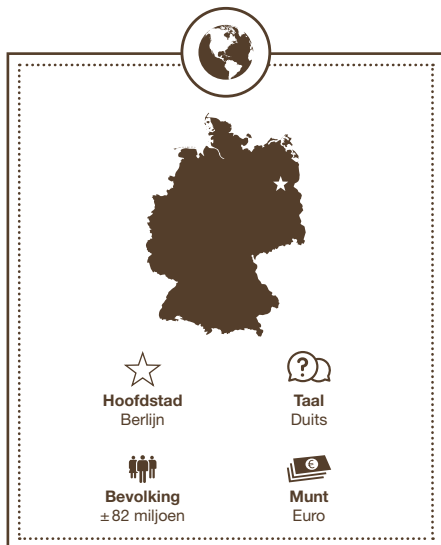 Hoofdstad
Berlijn
Taal
Duits
Bevolking
± 82 miljoen
Munt
Euro